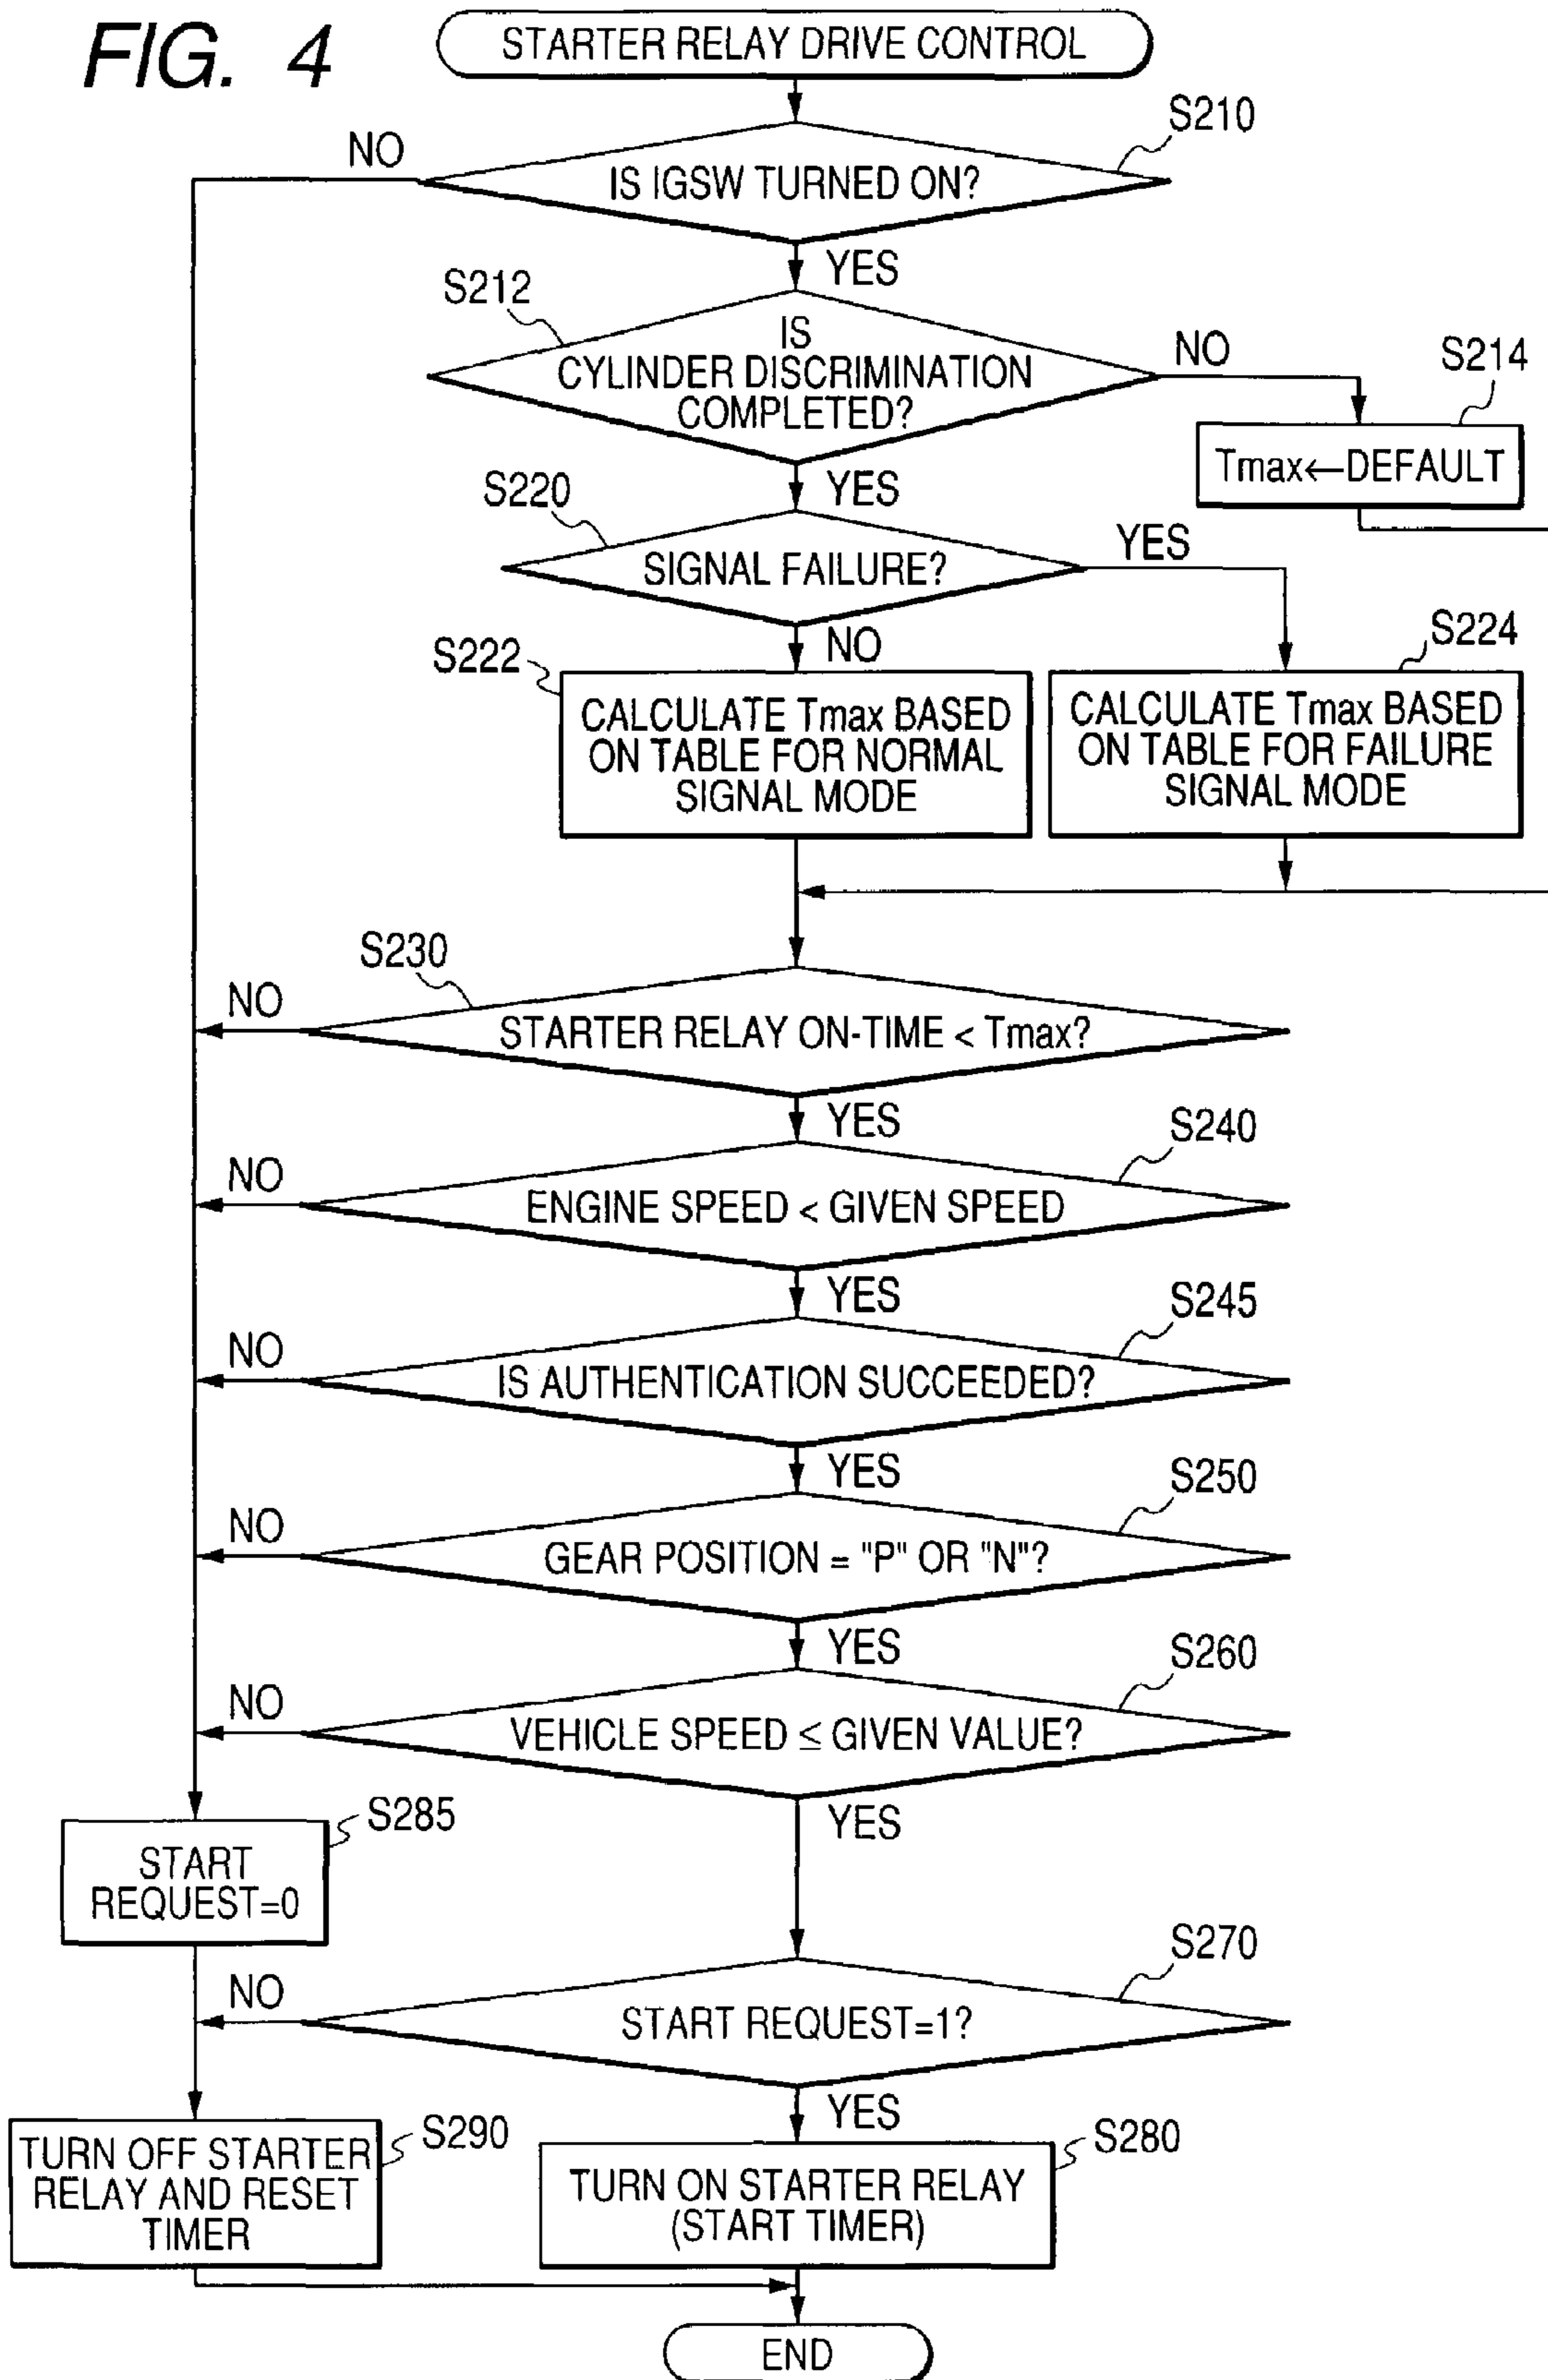 FIG. 4
STARTER RELAY DRIVE CONTROL
S210
NO
IS IGSW TURNED ON?
YES
S212
IS
CYLINDER DISCRIMINATION
COMPLETED?
NO
S214
Tmax←DEFAULT
YES
S220
SIGNAL FAILURE?
YES
NO
S222
CALCULATE Tmax BASED
ON TABLE FOR NORMAL
SIGNAL MODE
S224
CALCULATE Tmax BASED
ON TABLE FOR FAILURE
SIGNAL MODE
S230
NO
STARTER RELAY ON-TIME < Tmax?
YES
S240
NO
ENGINE SPEED < GIVEN SPEED
YES
S245
NO
IS AUTHENTICATION SUCCEEDED?
YES
S250
NO
GEAR POSITION = "P" OR "N"?
YES
S260
NO
VEHICLE SPEED ≤ GIVEN VALUE?
YES
S285
START
REQUEST=0
S270
NO
START REQUEST=1?
YES
S290
TURN OFF STARTER
RELAY AND RESET
TIMER
S280
TURN ON STARTER RELAY
(START TIMER)
END